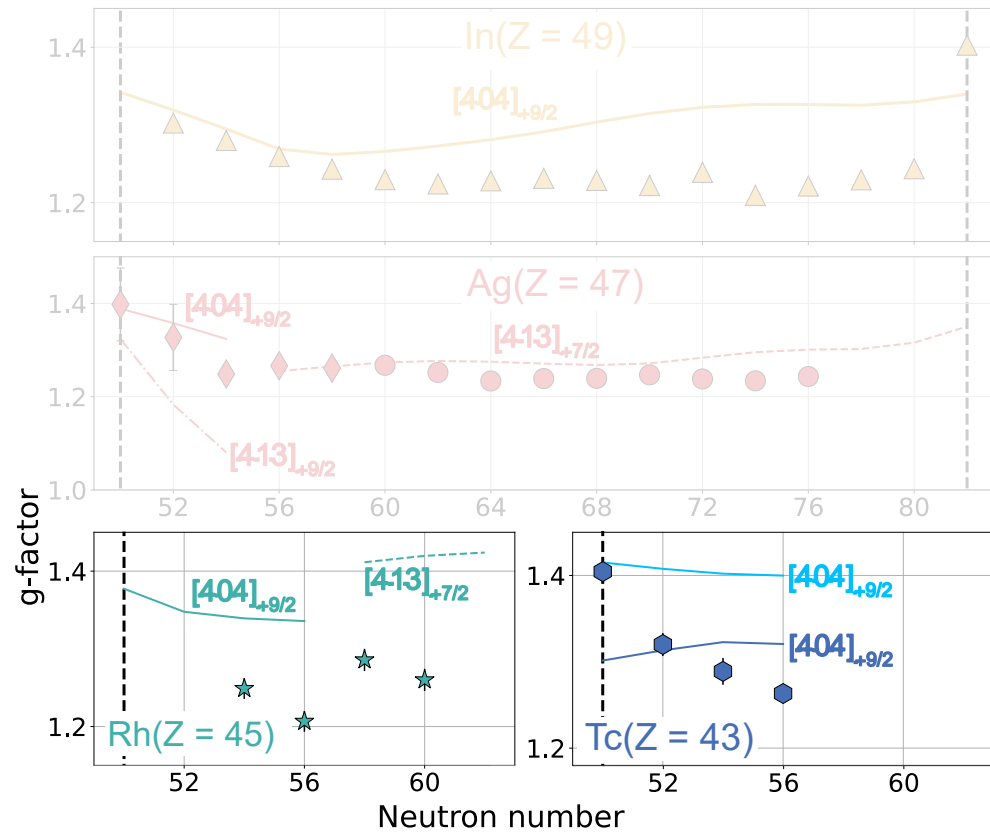 In(Z = 49)
1.4
[404]+9/2
1.2
Ag(Z = 47)
1.4
[404]+9/2
[413]+7/2
1.2
[413]+9/2
1.0
52 56 60 64 68 72 76 80
g-factor
1.4
[404]+9/2
[413]+7/2
1.2
Rh(Z = 45)
52 56 60
1.4
[404]+9/2
[404]+9/2
1.2
Tc(Z = 43)
52 56 60
Neutron number